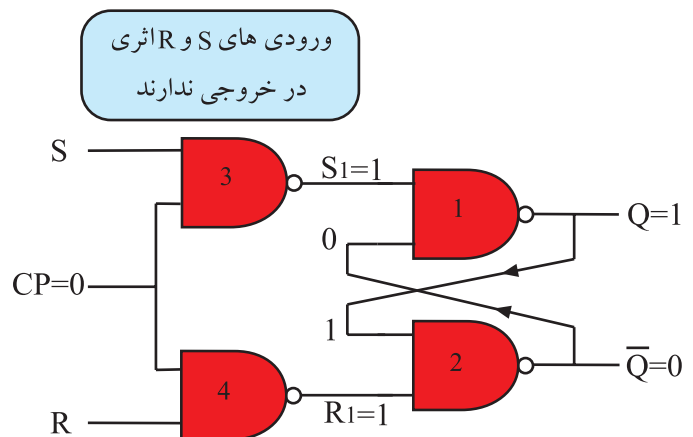 ورودی های S و R اثری
در خروجی ندارند
S
3
S1=1
1
Q=1
0
CP=0
1
2
Q̅=0
4
R1=1
R